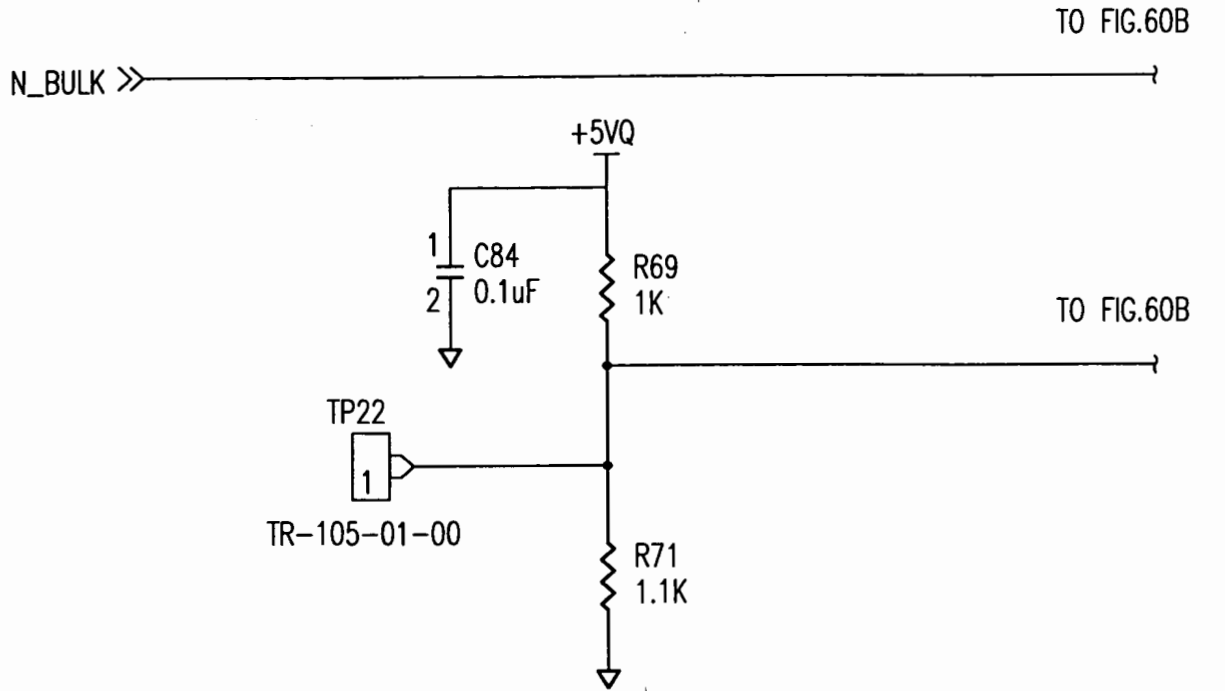 TO FIG.60B
N_BULK
+5VQ
1
C84
0.1uF
2
R69
1K
TO FIG.60B
TP22
1
TR-105-01-00
R71
1.1K